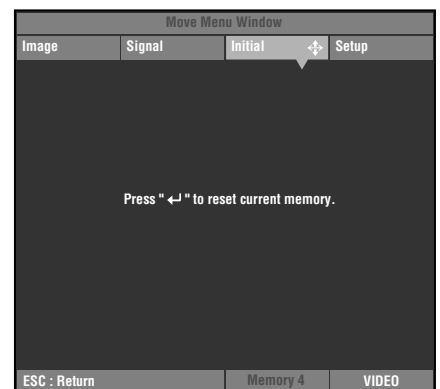 Move Menu Window
Image Signal Initial Setup
Press " ↵ " to reset current memory.
ESC : Return Memory 4 VIDEO